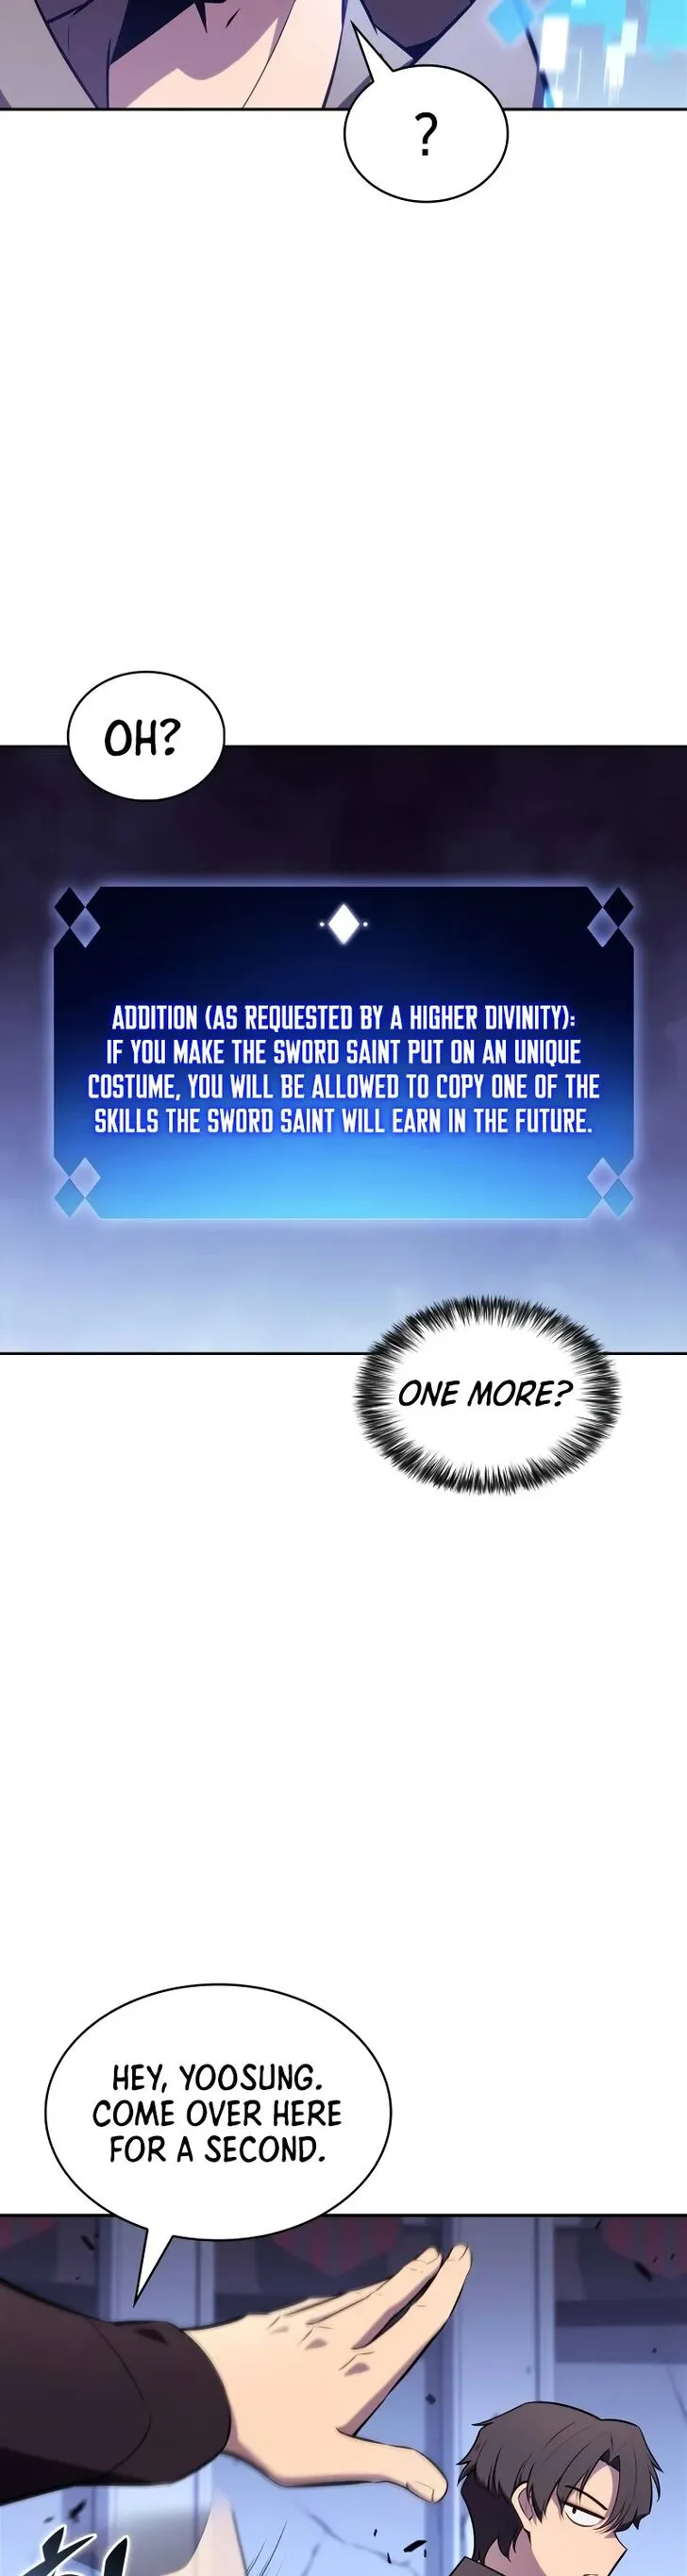 ?
OH?
ADDITION (AS REQUESTED BY A HIGHER DIVINITY):
IF YOU MAKE THE SWORD SAINT PUT ON AN UNIQUE
COSTUME, YOU WILL BE ALLOWED TO COPY ONE OF THE
SKILLS THE SWORD SAINT WILL EARN IN THE FUTURE.
ONE MORE?
HEY, YOOSUNG.
COME OVER HERE
FOR A SECOND.